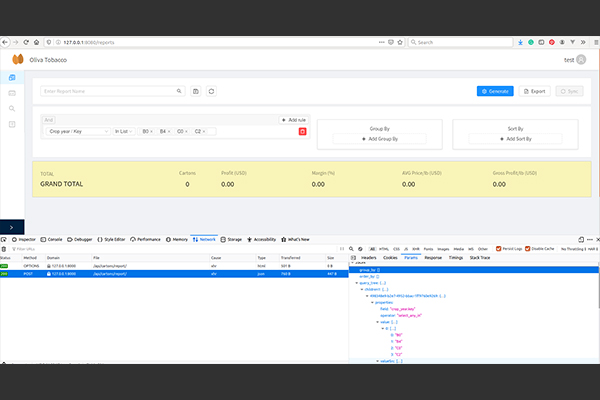 127.0.0.1:8080/reports
Search
Oliva Tobacco
test
Enter Report Name
Generate
Export
Sync
And
Add rule
Crop year : Key
In List
B0 ×
B4 ×
C0 ×
C2 ×
Group By
Add Group By
Sort By
Add Sort By
TOTAL
Cartons
Profit (USD)
Margin (%)
AVG Price/lb (USD)
Gross Profit/lb (USD)
GRAND TOTAL
0
0.00
0.00
0.00
0.00
Inspector
Console
Debugger
Style Editor
Performance
Memory
Network
Storage
Accessibility
What's New
Filter URLs
All
HTML
CSS
JS
XHR
Fonts
Images
Media
WS
Other
Persist Logs
Disable Cache
No Throttling
HAR
Status
Method
Domain
File
Cause
Type
Transferred
Size
Headers
Cookies
Params
Response
Timings
Stack Trace
OPTIONS
127.0.0.1:8000
/api/cartons/report/
xhr
html
0 B
POST
127.0.0.1:8000
/api/cartons/report/
xhr
json
group_by: []
order_by: []
query_tree: {…}
children1: {…}
properties:
field: "crop_year.key"
operator: "select_any_in"
value: […]
0: […]
0: "B0"
1: "B4"
2: "C0"
3: "C2"